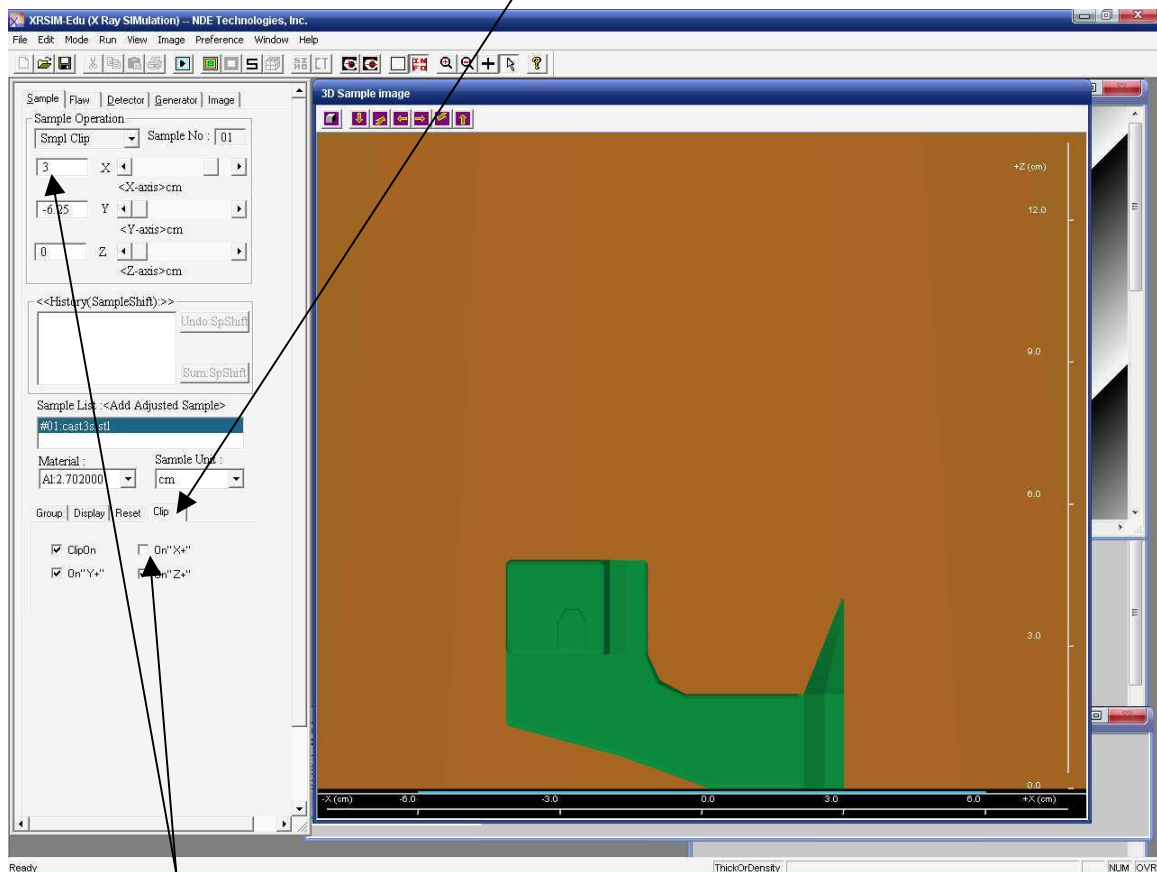 XRSIM-Edu (X Ray SIMulation) -- NDE Technologies, Inc.
File Edit Mode Run View Image Preference Window Help
CT
Sample Flaw Detector Generator Image
Sample Operation
Smpl Clip Sample No : 01
3 X
<X-axis>cm
-6.25 Y
<Y-axis>cm
0 Z
<Z-axis>cm
<<History(SampleShift):>>
Undo:SpShift
Sum:SpShift
Sample List :<Add Adjusted Sample>
#01:cast3s.stl
Material : Sample Unit :
Al:2.702000 cm
Group Display Reset Clip
ClipOn On"X+"
On"Y+" On"Z+"
3D Sample image
+Z (cm)
12.0
9.0
6.0
3.0
0.0
-X (cm) -6.0 -3.0 0.0 3.0 6.0 +X (cm)
Ready ThickOrDensity NUM OVR